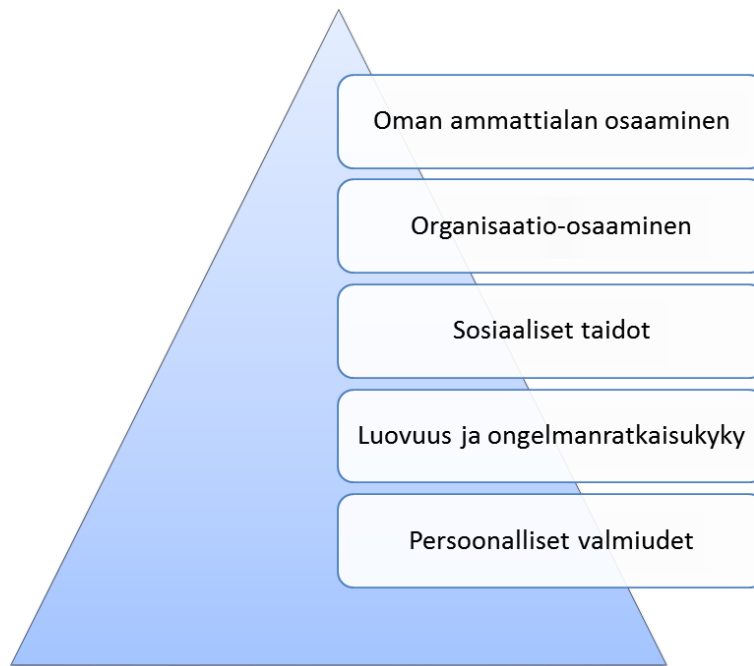 Oman ammattialan osaaminen
Organisaatio-osaaminen
Sosiaaliset taidot
Luovuus ja ongelmanratkaisukyky
Persoonalliset valmiudet